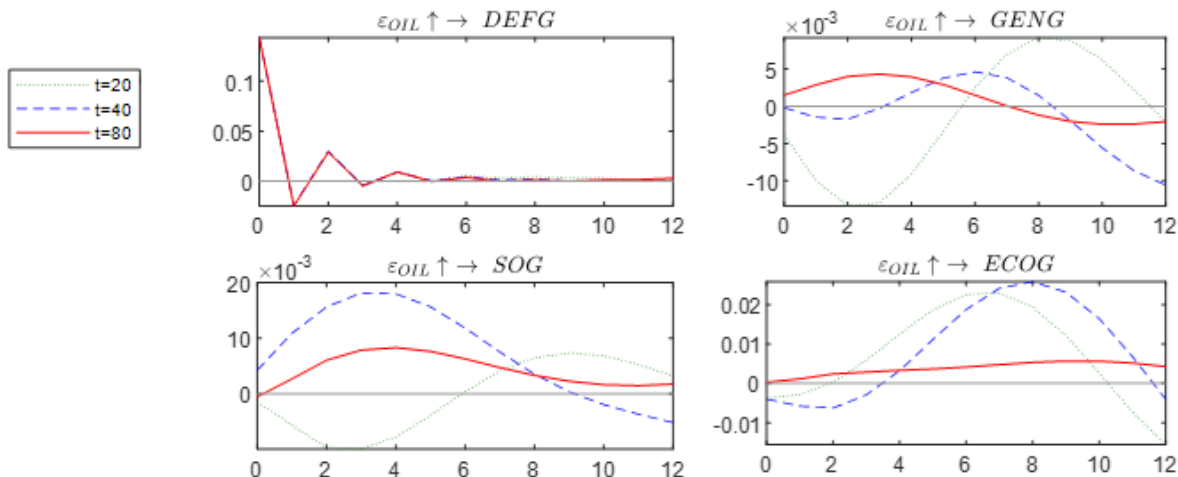 t=20
t=40
t=80
ε_OIL ↑→ DEFG
0.1
0.05
0
0 2 4 6 8 10 12
×10⁻³ ε_OIL ↑→ GENG
5
0
-5
-10
0 2 4 6 8 10 12
×10⁻³ ε_OIL ↑→ SOG
20
10
0
0 2 4 6 8 10 12
ε_OIL ↑→ ECOG
0.02
0.01
0
-0.01
0 2 4 6 8 10 12